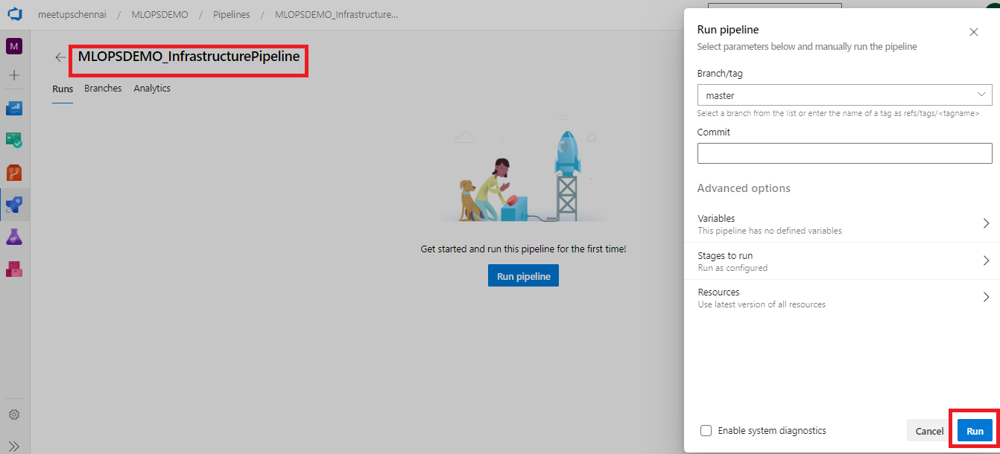 meetupschennai / MLOPSDEMO / Pipelines / MLOPSDEMO_Infrastructure...
M
MLOPSDEMO_InfrastructurePipeline
Runs Branches Analytics
Get started and run this pipeline for the first time!
Run pipeline
Run pipeline
Select parameters below and manually run the pipeline
Branch/tag
master
Select a branch from the list or enter the name of a tag as refs/tags/<tagname>
Commit
Advanced options
Variables
This pipeline has no defined variables
Stages to run
Run as configured
Resources
Use latest version of all resources
Enable system diagnostics
Cancel
Run